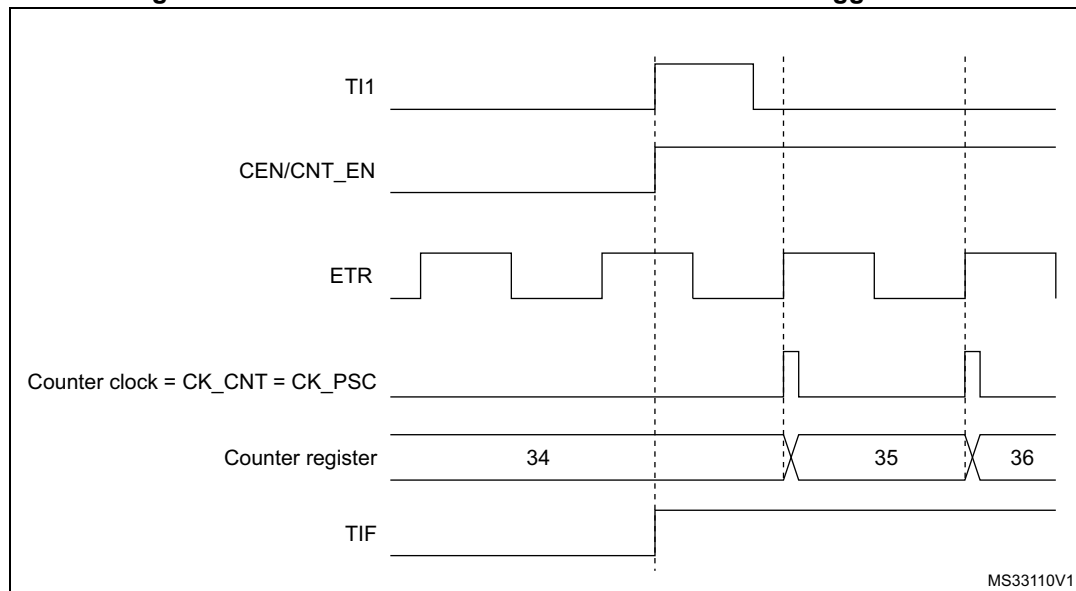 TI1
CEN/CNT_EN
ETR
Counter clock = CK_CNT = CK_PSC
Counter register 34 35 36
TIF
MS33110V1